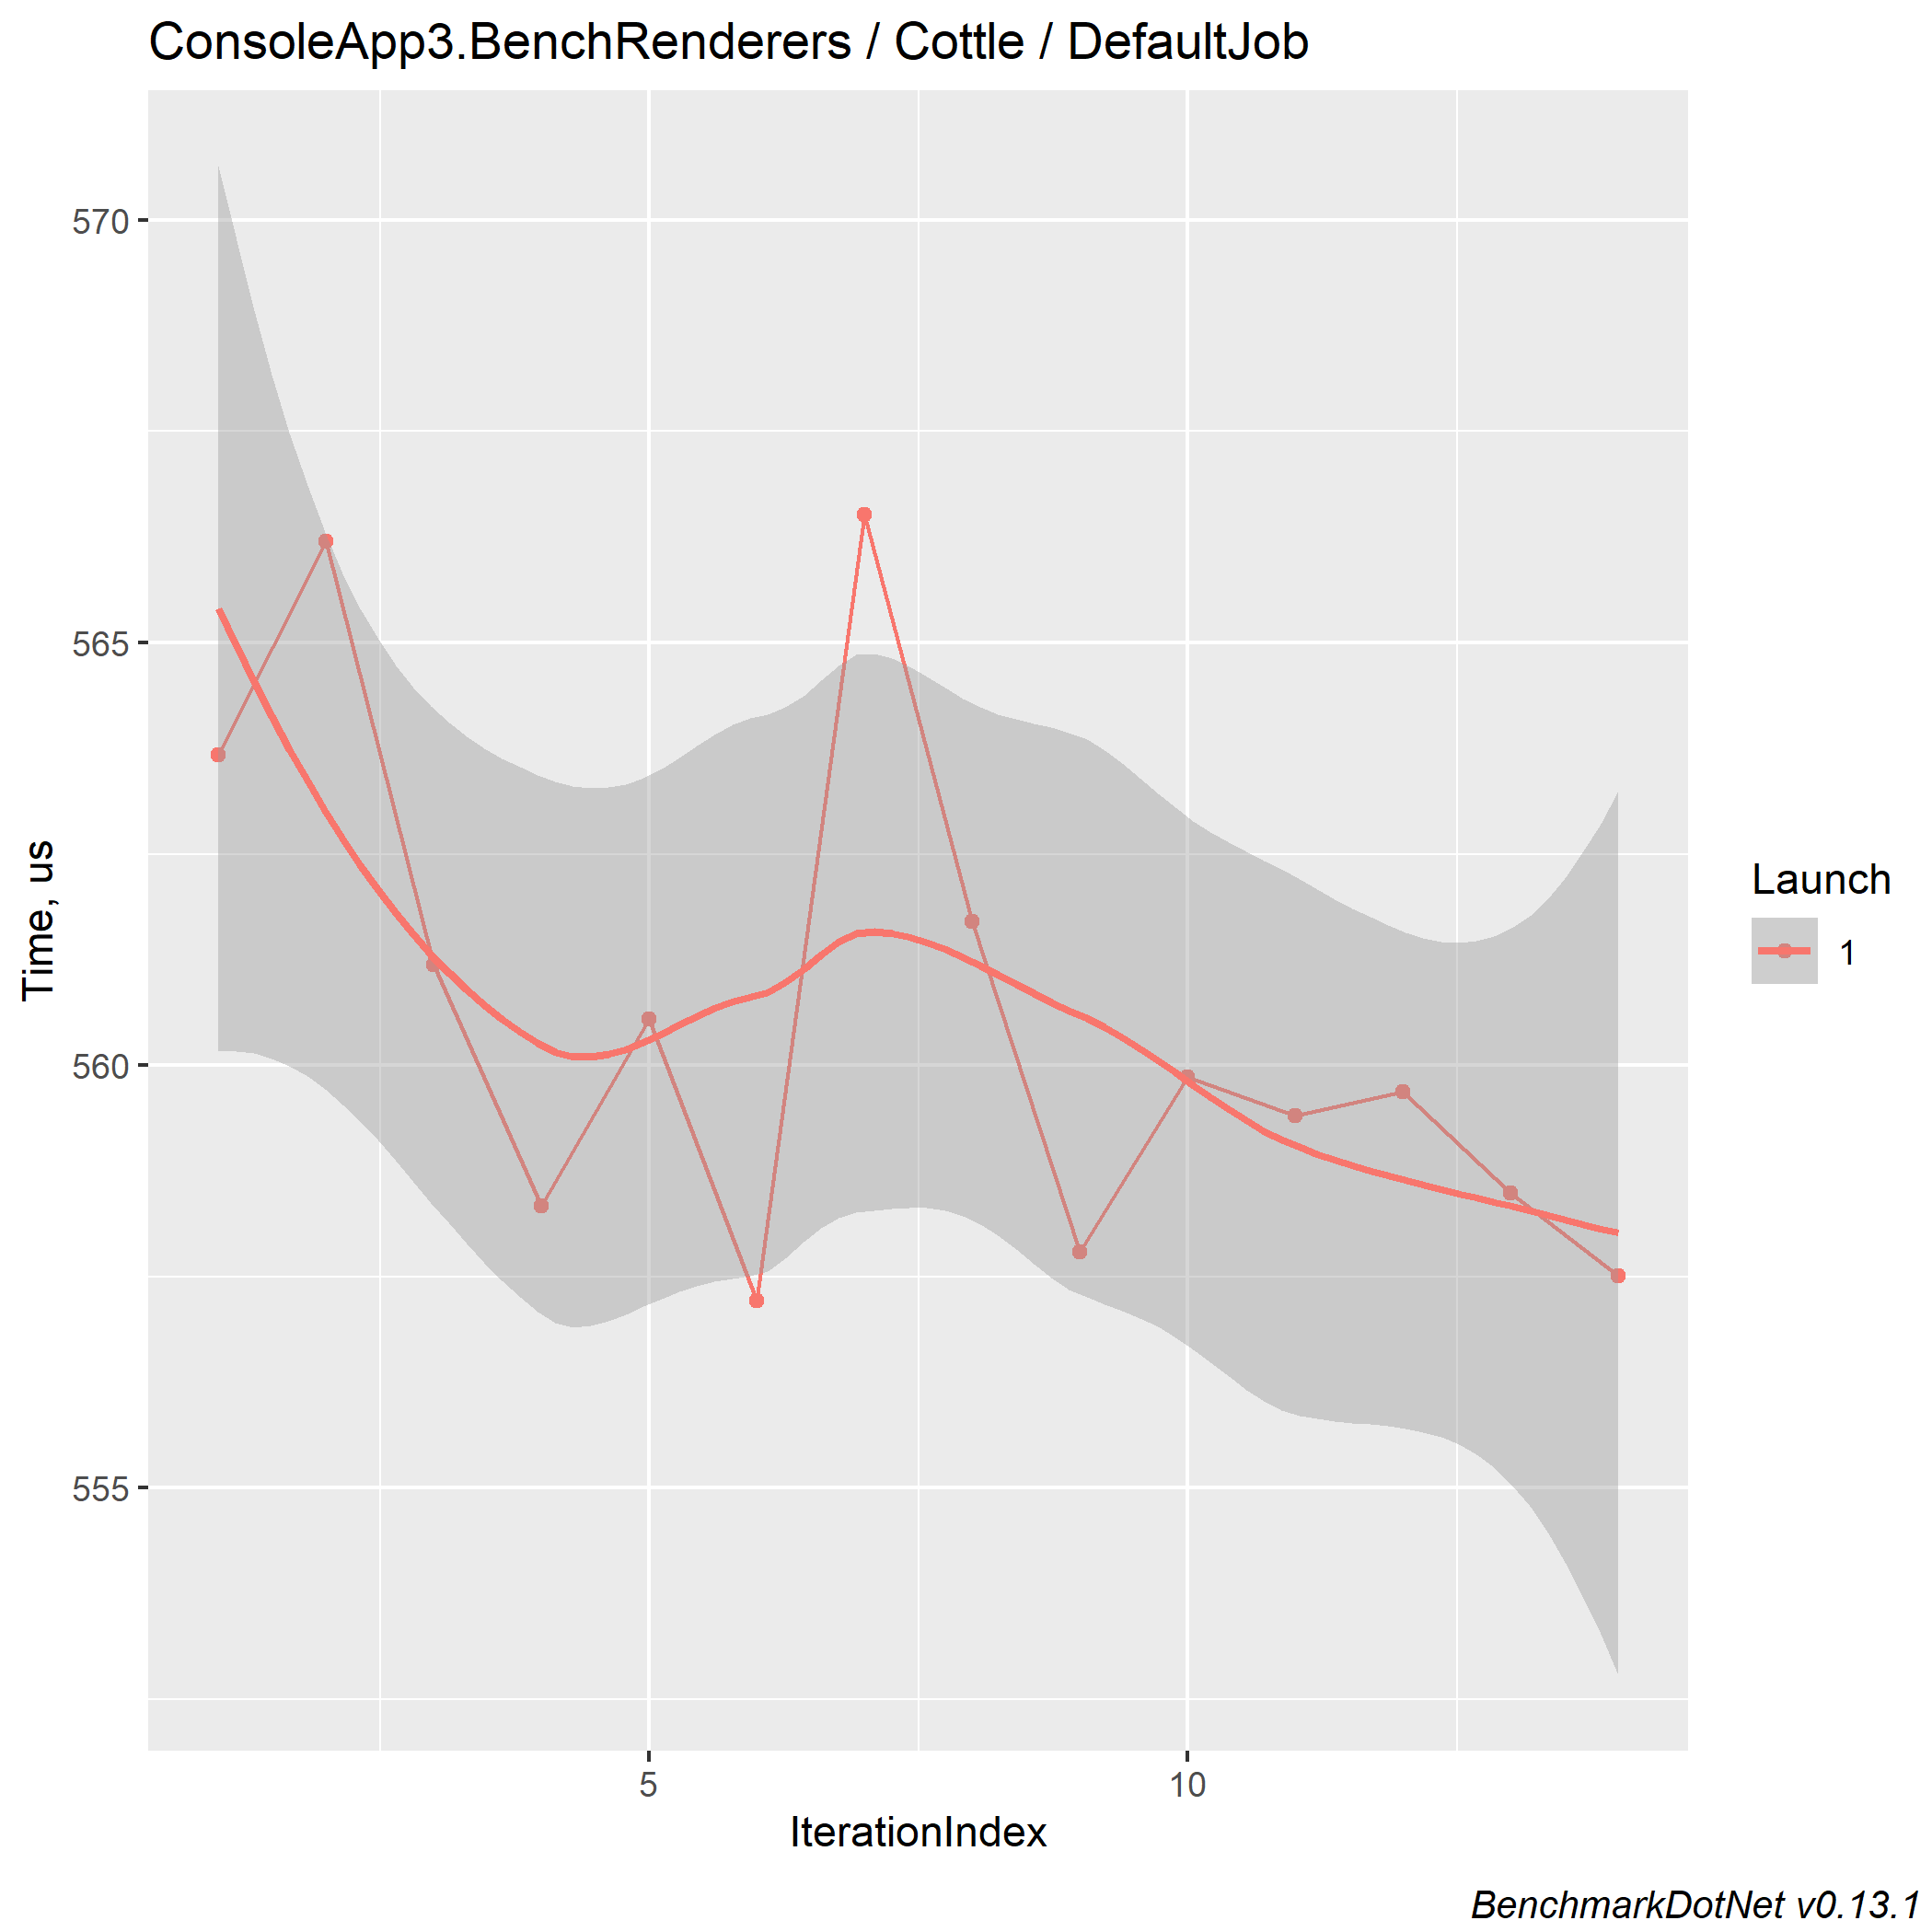 ConsoleApp3.BenchRenderers / Cottle / DefaultJob
570
565
560
555
Time, us
5
10
IterationIndex
Launch
1
BenchmarkDotNet v0.13.1